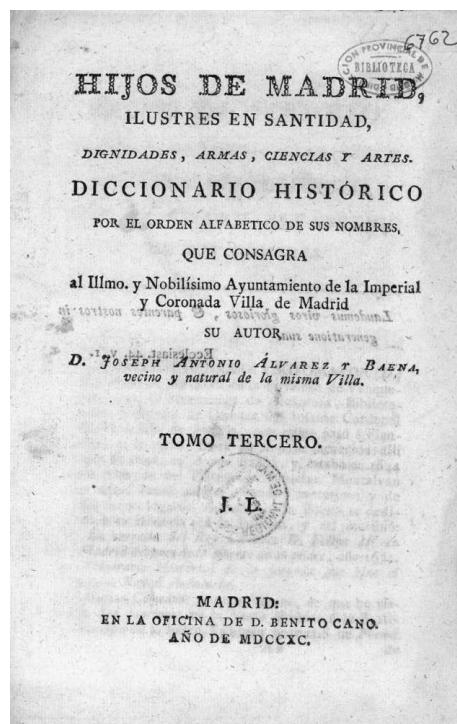 6762
BIBLIOTECA
HIJOS DE MADRID,
ILUSTRES EN SANTIDAD,
DIGNIDADES, ARMAS, CIENCIAS Y ARTES.
DICCIONARIO HISTÓRICO
POR EL ORDEN ALFABETICO DE SUS NOMBRES,
QUE CONSAGRA
al Illmo. y Nobilísimo Ayuntamiento de la Imperial
y Coronada Villa de Madrid
SU AUTOR
D. JOSEPH ANTONIO ÁLVAREZ Y BAENA,
vecino y natural de la misma Villa.
TOMO TERCERO.
J. L.
MADRID:
EN LA OFICINA DE D. BENITO CANO.
AÑO DE MDCCXC.